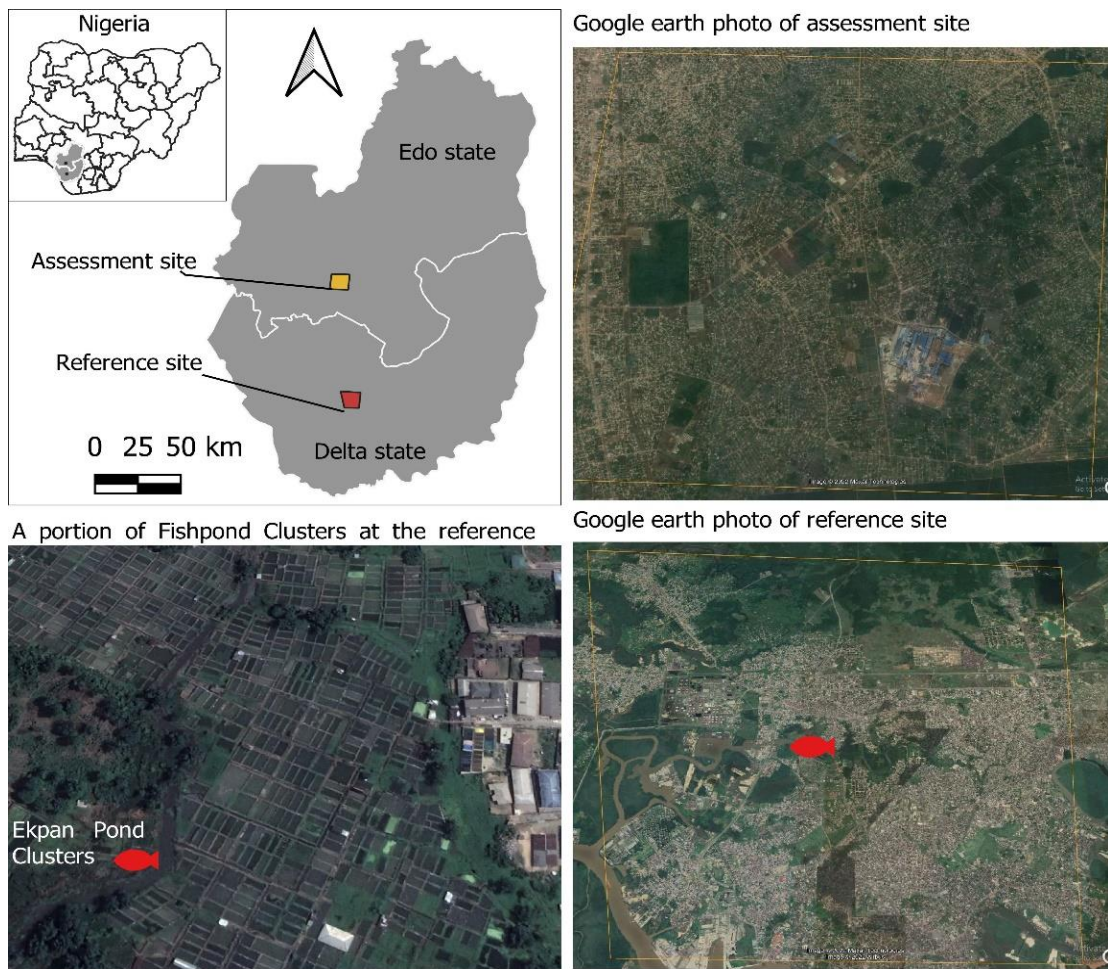 Nigeria
Edo state
Assessment site
Reference site
0 25 50 km
Delta state
Google earth photo of assessment site
A portion of Fishpond Clusters at the reference
Ekpan Pond
Clusters
Google earth photo of reference site